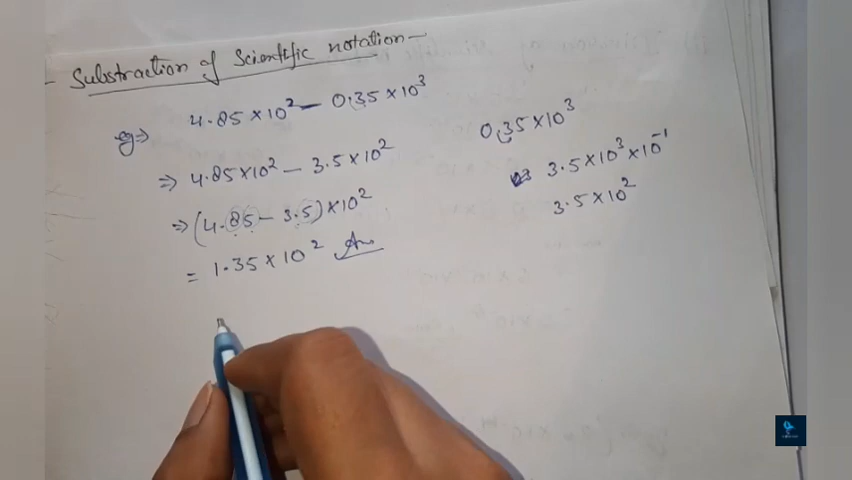 - Substraction of Scientific notation -
eg ⇒ 4.85 × 10² - 0.35 × 10³
⇒ 4.85 × 10² - 3.5 × 10²
⇒ (4.85 - 3.5) × 10²
= 1.35 × 10² Ans
0.35 × 10³
3.5 × 10³ × 10⁻¹
3.5 × 10²